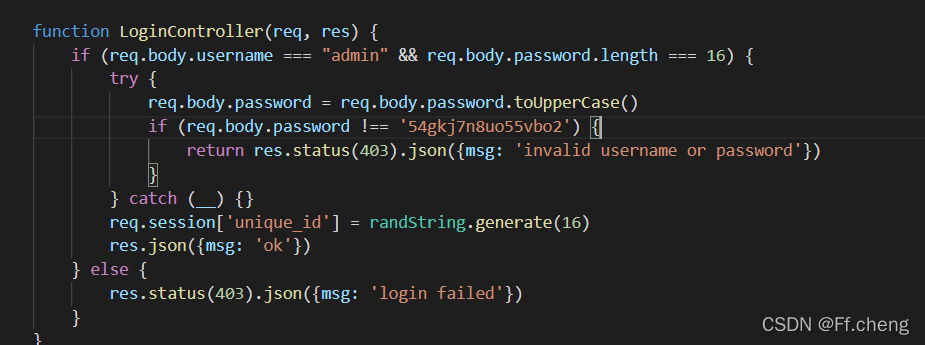 function LoginController(req, res) {
    if (req.body.username === "admin" && req.body.password.length === 16) {
        try {
            req.body.password = req.body.password.toUpperCase()
            if (req.body.password !== '54gkj7n8uo55vbo2') {
                return res.status(403).json({msg: 'invalid username or password'})
            }
        } catch (__) {}
        req.session['unique_id'] = randString.generate(16)
        res.json({msg: 'ok'})
    } else {
        res.status(403).json({msg: 'login failed'})
    }
}
CSDN @Ff.cheng